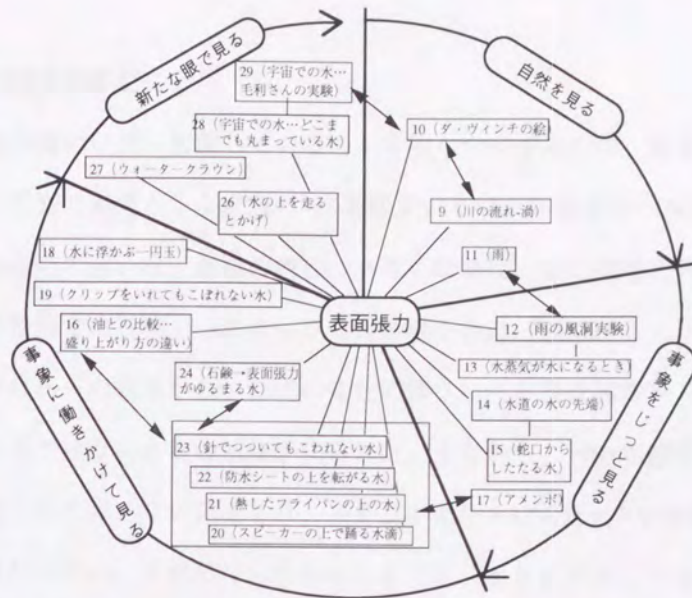 新たな眼で見る
自然を見る
29（宇宙での水…
毛利さんの実験）
28（宇宙での水…どこま
でも丸まっている水）
27（ウォータークラウン）
26（水の上を走る
とかげ）
10（ダ・ヴィンチの絵）
9（川の流れ-渦）
11（雨）
18（水に浮かぶ一円玉）
19（クリップをいれてもこぼれない水）
16（油との比較…
盛り上がり方の違い）
24（石鹸→表面張力
がゆるまる水）
表面張力
12（雨の風洞実験）
13（水蒸気が水になるとき）
14（水道の水の先端）
15（蛇口から
したたる水）
17（アメンボ）
23（針でつついてもこわれない水）
22（防水シートの上を転がる水）
21（熱したフライパンの上の水）
20（スピーカーの上で踊る水滴）
事象に働きかけて見る
事象をじっと見る